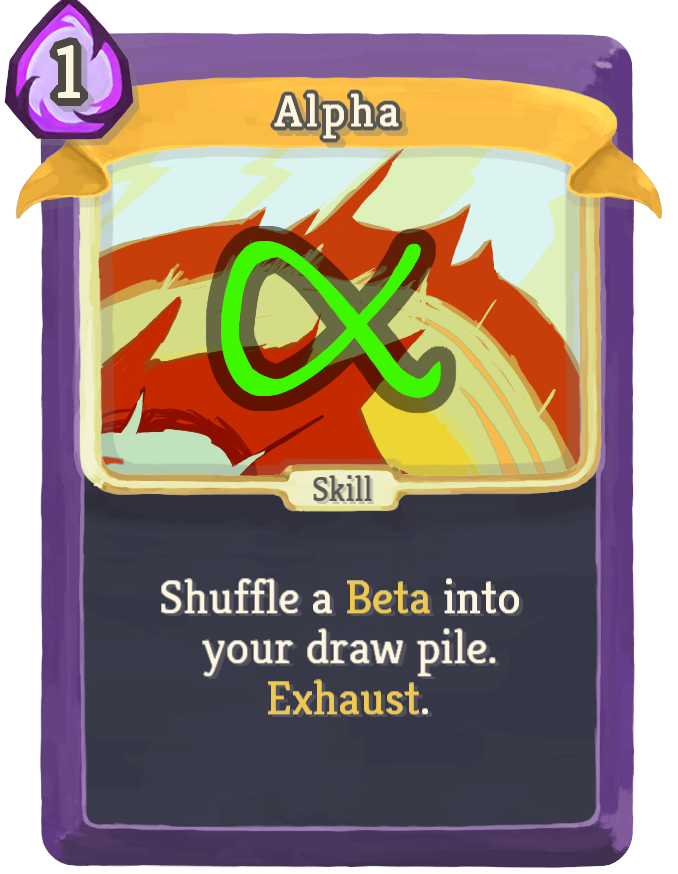 1
Alpha
α
Skill
Shuffle a Beta into
your draw pile.
Exhaust.